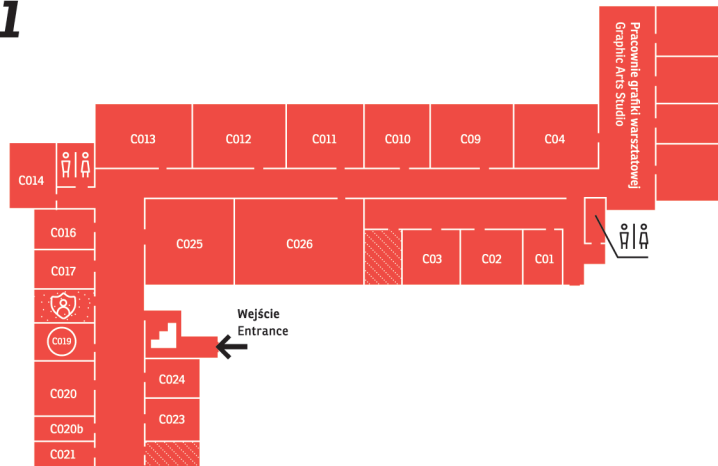 1
Pracownie grafiki warsztatowej
Graphic Arts Studio
C013
C012
C011
C010
C09
C04
C014
C016
C025
C026
C03
C02
C01
C017
Wejście
Entrance
C019
C024
C020
C023
C020b
C021